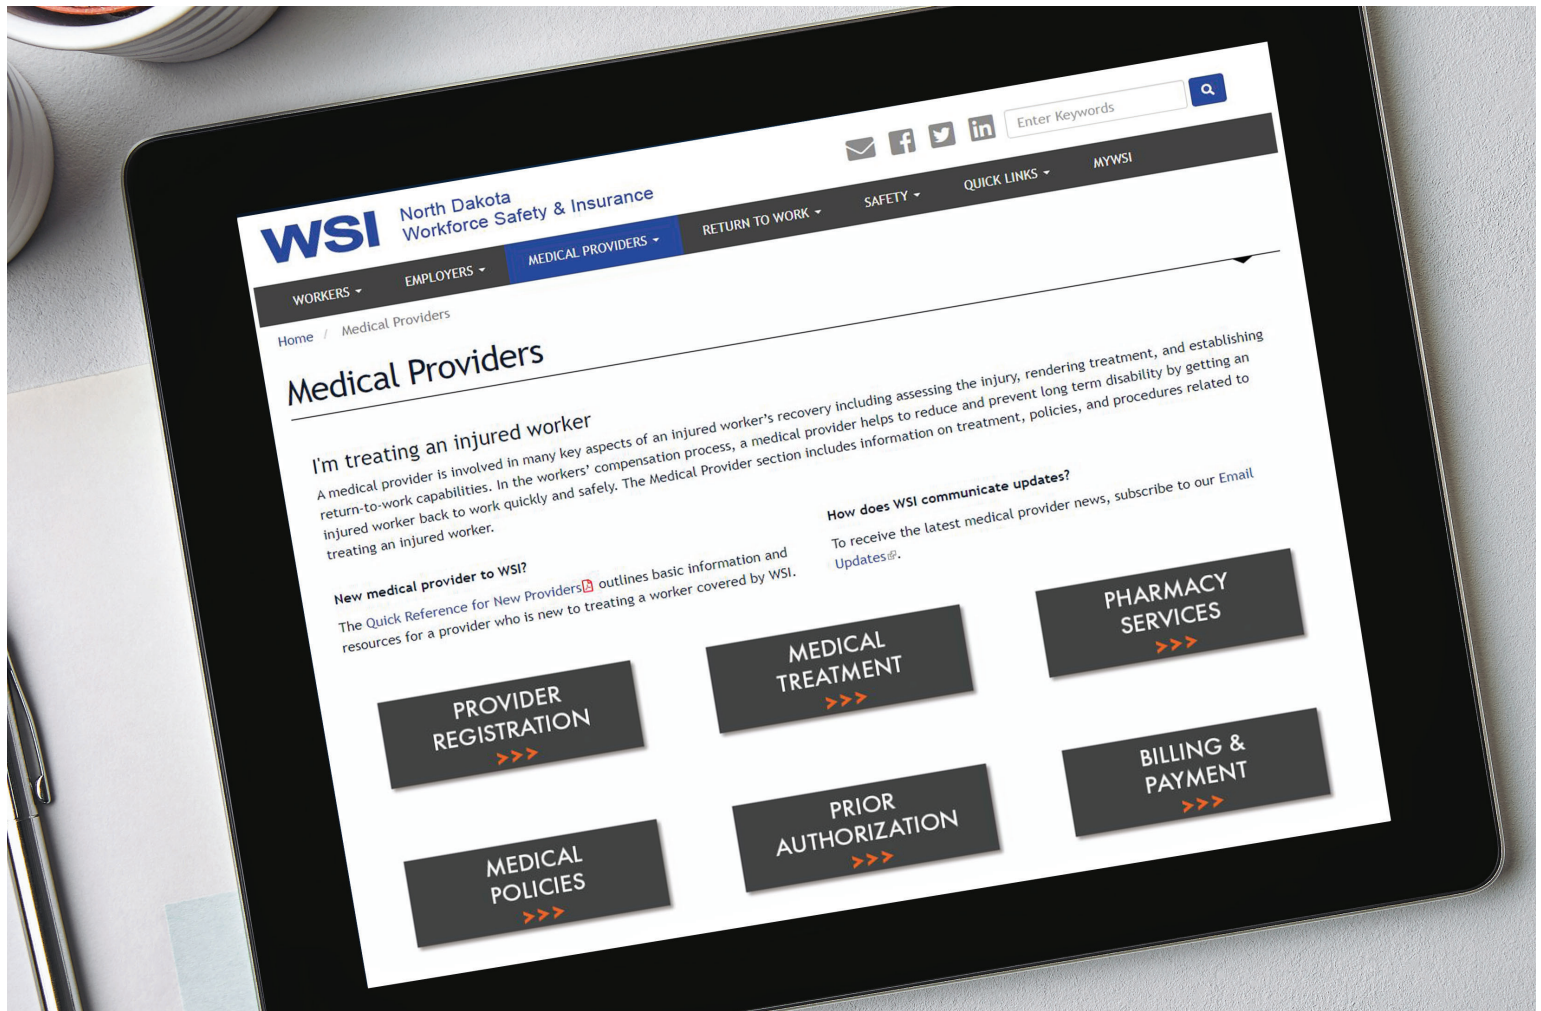 WSI
North Dakota
Workforce Safety & Insurance
Enter Keywords
WORKERS
EMPLOYERS
MEDICAL PROVIDERS
RETURN TO WORK
SAFETY
QUICK LINKS
MYWSI
Home / Medical Providers
Medical Providers
I'm treating an injured worker
A medical provider is involved in many key aspects of an injured worker's recovery including assessing the injury, rendering treatment, and establishing
return-to-work capabilities. In the workers' compensation process, a medical provider helps to reduce and prevent long term disability by getting an
injured worker back to work quickly and safely. The Medical Provider section includes information on treatment, policies, and procedures related to
treating an injured worker.
New medical provider to WSI?
The Quick Reference for New Providers outlines basic information and
resources for a provider who is new to treating a worker covered by WSI.
How does WSI communicate updates?
To receive the latest medical provider news, subscribe to our Email
Updates.
PROVIDER
REGISTRATION
>>>
MEDICAL
TREATMENT
>>>
PHARMACY
SERVICES
>>>
MEDICAL
POLICIES
>>>
PRIOR
AUTHORIZATION
>>>
BILLING &
PAYMENT
>>>